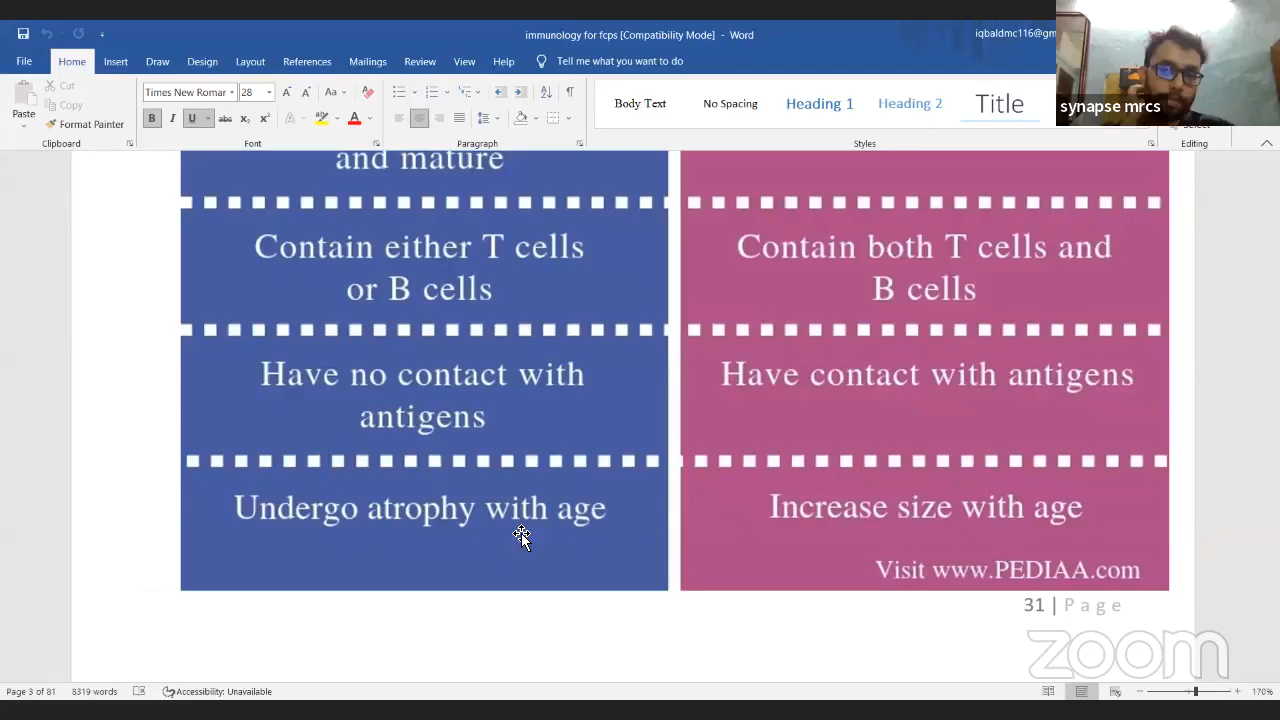 immunology for fcps [Compatibility Mode] - Word
iqbaldmc116@gm
File Home Insert Draw Design Layout References Mailings Review View Help Tell me what you want to do
Paste
Cut
Copy
Format Painter
Clipboard
Times New Roman 28
Aa
B I U abc x₂ x²
A
Font
Paragraph
Body Text
No Spacing
Heading 1
Heading 2
Title
Styles
Editing
synapse mrcs
and mature
Contain either T cells
or B cells
Have no contact with
antigens
Undergo atrophy with age
Contain both T cells and
B cells
Have contact with antigens
Increase size with age
Visit www.PEDIAA.com
31 | Page
zoom
Page 3 of 81 8319 words Accessibility: Unavailable
170%